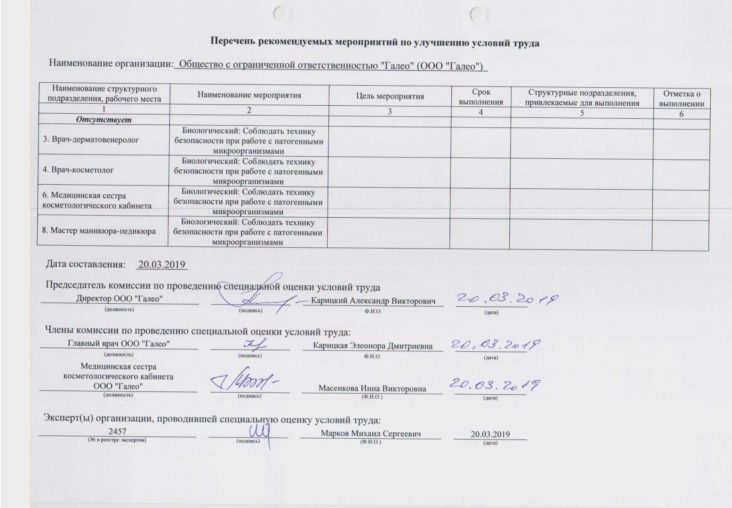 Перечень рекомендуемых мероприятий по улучшению условий труда
Наименование организации: Общество с ограниченной ответственностью "Галео" (ООО "Галео")
Наименование структурного подразделения, рабочего места
Наименование мероприятия
Цель мероприятия
Срок выполнения
Структурные подразделения, привлекаемые для выполнения
Отметка о выполнении
1 2 3 4 5 6
Отсутствует
3. Врач-дерматовенеролог
Биологический: Соблюдать технику
безопасности при работе с патогенными
микроорганизмами
4. Врач-косметолог
Биологический: Соблюдать технику
безопасности при работе с патогенными
микроорганизмами
6. Медицинская сестра
косметологического кабинета
Биологический: Соблюдать технику
безопасности при работе с патогенными
микроорганизмами
8. Мастер маникюра-педикюра
Биологический: Соблюдать технику
безопасности при работе с патогенными
микроорганизмами
Дата составления: 20.03.2019
Председатель комиссии по проведению специальной оценки условий труда
Директор ООО "Галео" Карицкий Александр Викторович 20.03.2019
(должность) (подпись) Ф.И.О. (дата)
Члены комиссии по проведению специальной оценки условий труда:
Главный врач ООО "Галео" Карицкая Элеонора Дмитриевна 20.03.2019
(должность) (подпись) Ф.И.О. (дата)
Медицинская сестра
косметологического кабинета
ООО "Галео" Масенкова Инна Викторовна 20.03.2019
(должность) (подпись) (Ф.И.О.) (дата)
Эксперт(ы) организации, проводившей специальную оценку условий труда:
2457 Марков Михаил Сергеевич 20.03.2019
(№ в реестре экспертов) (подпись) (Ф.И.О.) (дата)